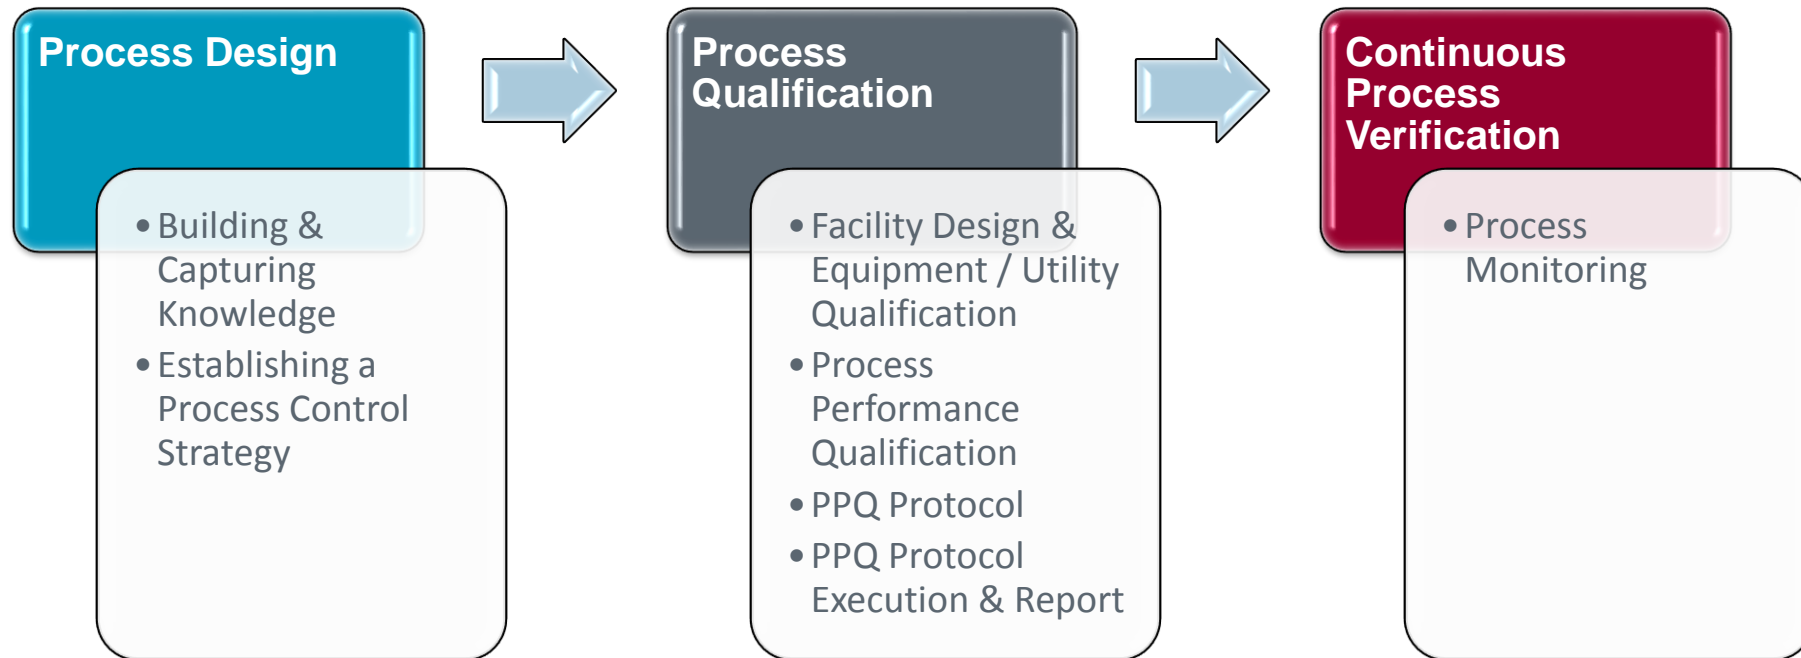 Process Design
• Building &
Capturing
Knowledge
• Establishing a
Process Control
Strategy
Process
Qualification
• Facility Design &
Equipment / Utility
Qualification
• Process
Performance
Qualification
• PPQ Protocol
• PPQ Protocol
Execution & Report
Continuous
Process
Verification
• Process
Monitoring